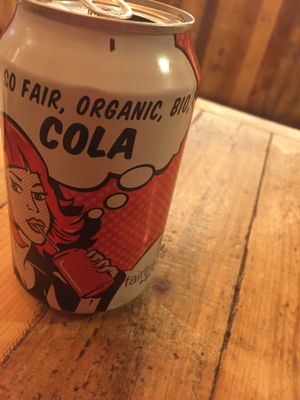 SO FAIR, ORGANIC, BIO,
COLA